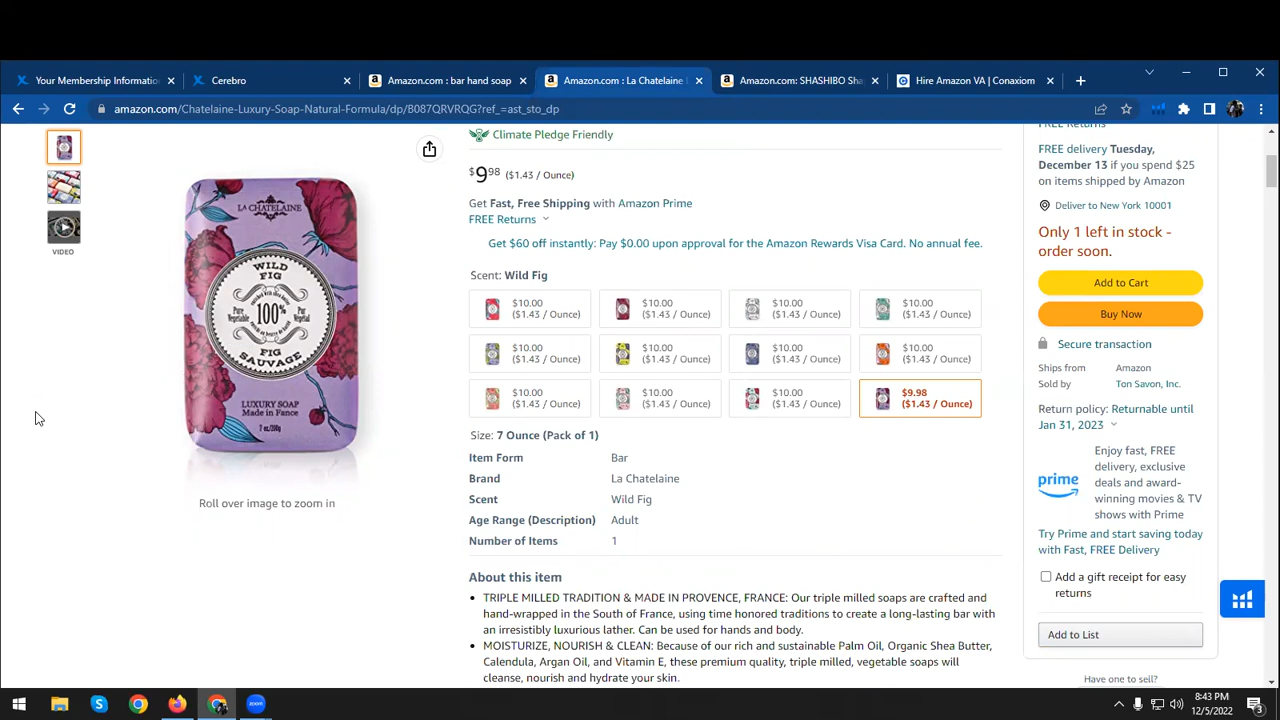 Your Membership Informatio
Cerebro
Amazon.com : bar hand soap
Amazon.com : La Chatelaine
Amazon.com: SHASHIBO Sha
Hire Amazon VA | Conaxiom
amazon.com/Chatelaine-Luxury-Soap-Natural-Formula/dp/B087QRVRQG?ref_=ast_sto_dp
VIDEO
LA CHATELAINE
WILD
FIG
enriched with shea butter
Pure
Vegetable
100%
Pur
Végétal
FIG
SAUVAGE
LUXURY SOAP
Made in Fance
7 oz/200g
Roll over image to zoom in
Climate Pledge Friendly
$9.98 ($1.43 / Ounce)
Get Fast, Free Shipping with Amazon Prime
FREE Returns
Get $60 off instantly: Pay $0.00 upon approval for the Amazon Rewards Visa Card. No annual fee.
Scent: Wild Fig
$10.00 $10.00 $10.00 $10.00
($1.43 / Ounce) ($1.43 / Ounce) ($1.43 / Ounce) ($1.43 / Ounce)
$10.00 $10.00 $10.00 $10.00
($1.43 / Ounce) ($1.43 / Ounce) ($1.43 / Ounce) ($1.43 / Ounce)
$10.00 $10.00 $10.00 $9.98
($1.43 / Ounce) ($1.43 / Ounce) ($1.43 / Ounce) ($1.43 / Ounce)
Size: 7 Ounce (Pack of 1)
Item Form Bar
Brand La Chatelaine
Scent Wild Fig
Age Range (Description) Adult
Number of Items 1
About this item
• TRIPLE MILLED TRADITION & MADE IN PROVENCE, FRANCE: Our triple milled soaps are crafted and
hand-wrapped in the South of France, using time honored traditions to create a long-lasting bar with
an irresistibly luxurious lather. Can be used for hands and body.
• MOISTURIZE, NOURISH & CLEAN: Because of our rich and sustainable Palm Oil, Organic Shea Butter,
Calendula, Argan Oil, and Vitamin E, these premium quality, triple milled, vegetable soaps will
cleanse, nourish and hydrate your skin.
FREE Returns
FREE delivery Tuesday,
December 13 if you spend $25
on items shipped by Amazon
Deliver to New York 10001
Only 1 left in stock -
order soon.
Add to Cart
Buy Now
Secure transaction
Ships from Amazon
Sold by Ton Savon, Inc.
Return policy: Returnable until
Jan 31, 2023
prime
Enjoy fast, FREE
delivery, exclusive
deals and award-
winning movies & TV
shows with Prime
Try Prime and start saving today
with Fast, FREE Delivery
Add a gift receipt for easy
returns
Add to List
Have one to sell?
8:43 PM
12/5/2022
3